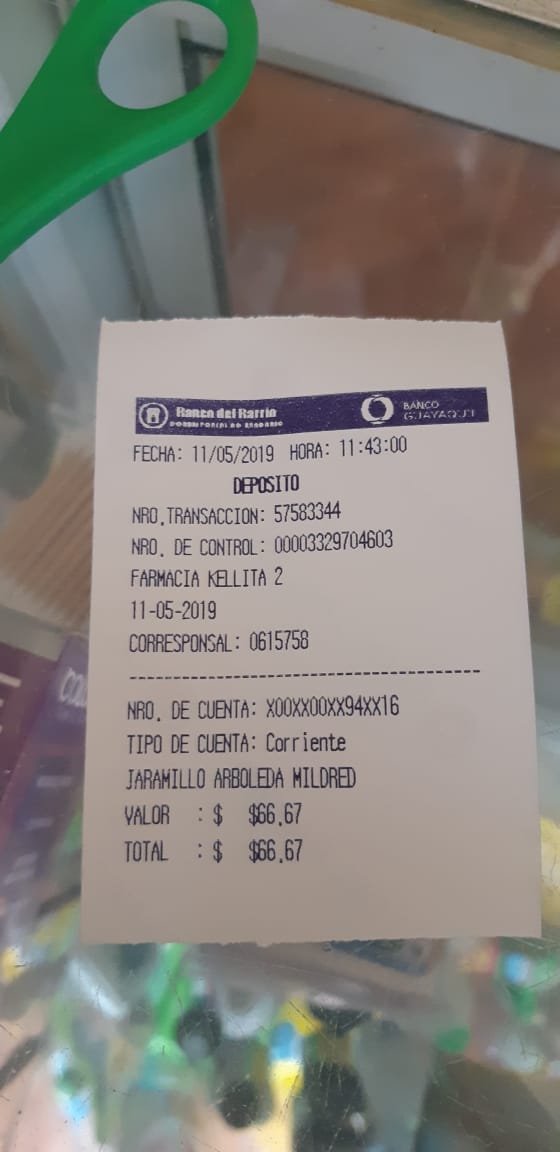 Banco del Barrio
BANCO
GUAYAQUIL
FECHA: 11/05/2019 HORA: 11:43:00
DEPOSITO
NRO.TRANSACCION: 57583344
NRO. DE CONTROL: 00003329704603
FARMACIA KELLITA 2
11-05-2019
CORRESPONSAL: 0615758
NRO. DE CUENTA: X00XX00XX94XX16
TIPO DE CUENTA: Corriente
JARAMILLO ARBOLEDA MILDRED
VALOR : $ $66,67
TOTAL : $ $66,67